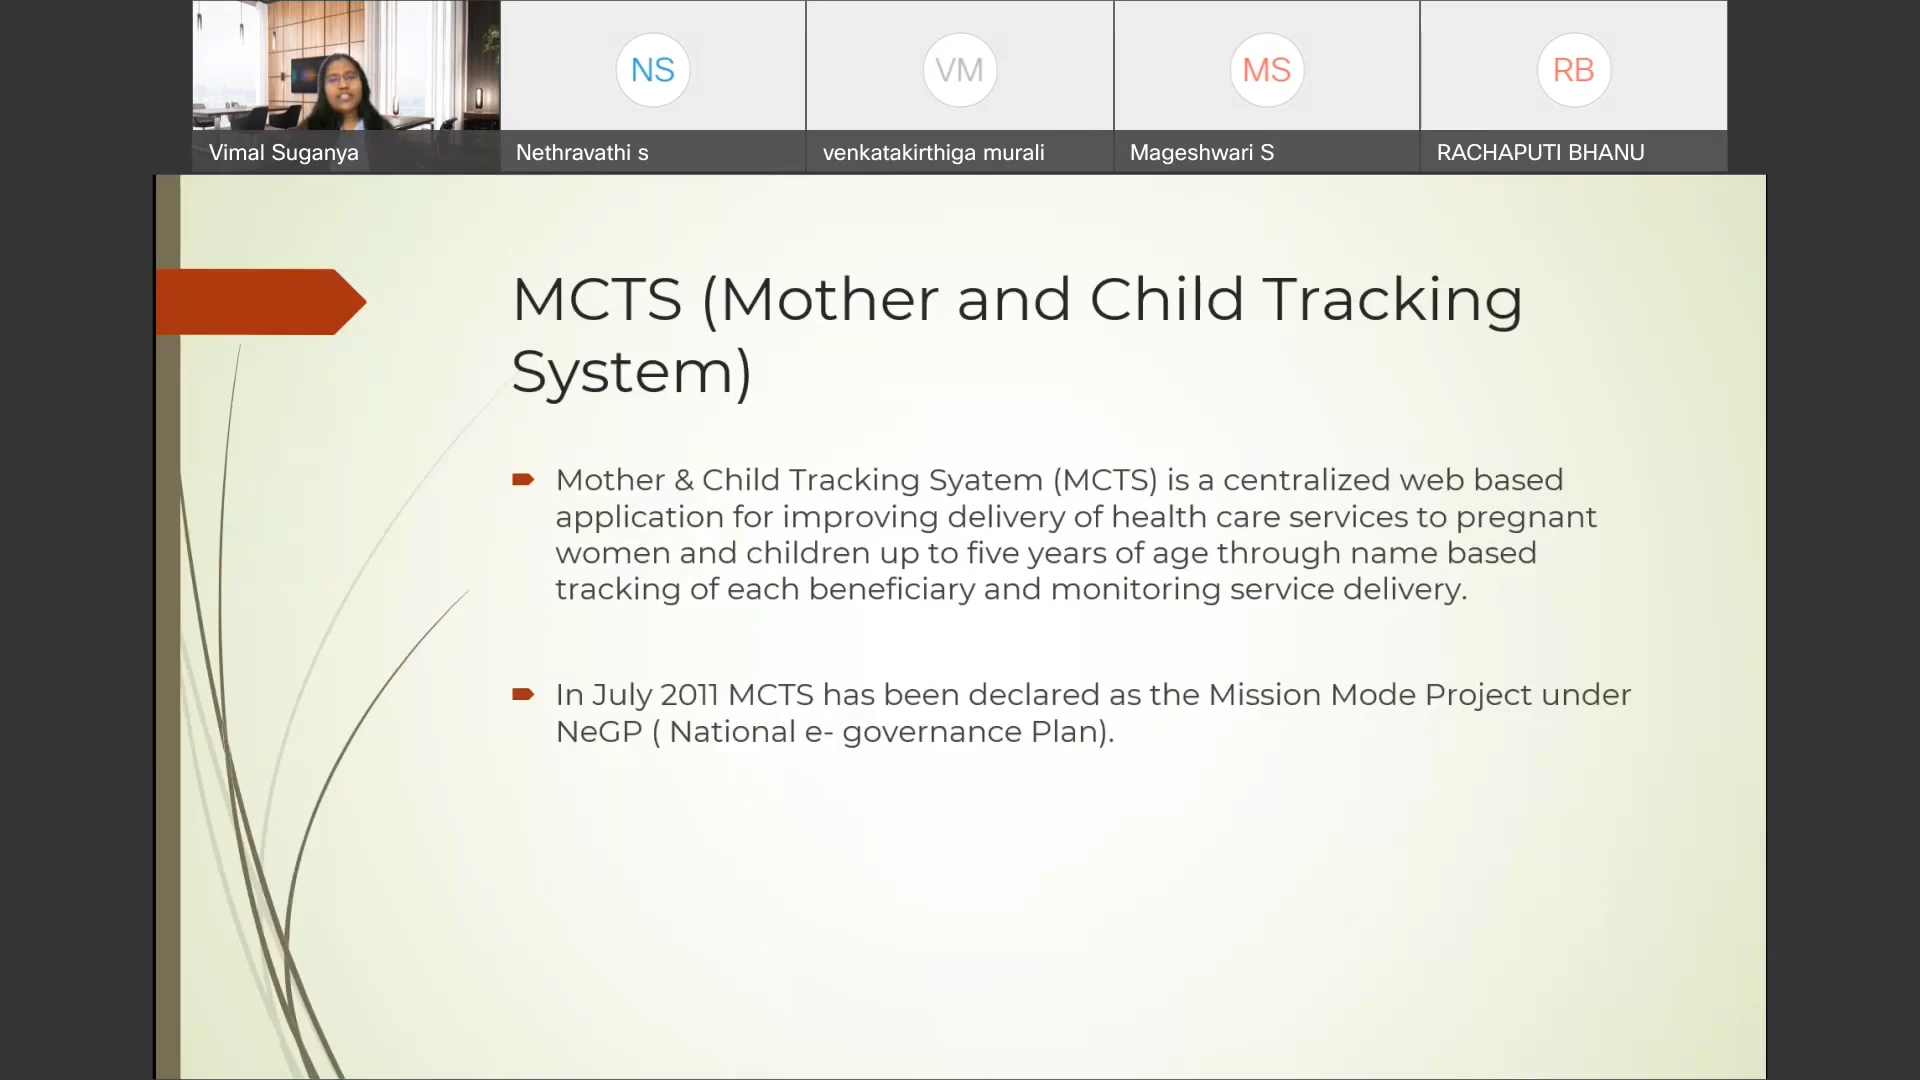 NS
VM
MS
RB
Vimal Suganya
Nethravathi s
venkatakirthiga murali
Mageshwari S
RACHAPUTI BHANU
MCTS (Mother and Child Tracking
System)
Mother & Child Tracking Syatem (MCTS) is a centralized web based
application for improving delivery of health care services to pregnant
women and children up to five years of age through name based
tracking of each beneficiary and monitoring service delivery.
In July 2011 MCTS has been declared as the Mission Mode Project under
NeGP ( National e- governance Plan).